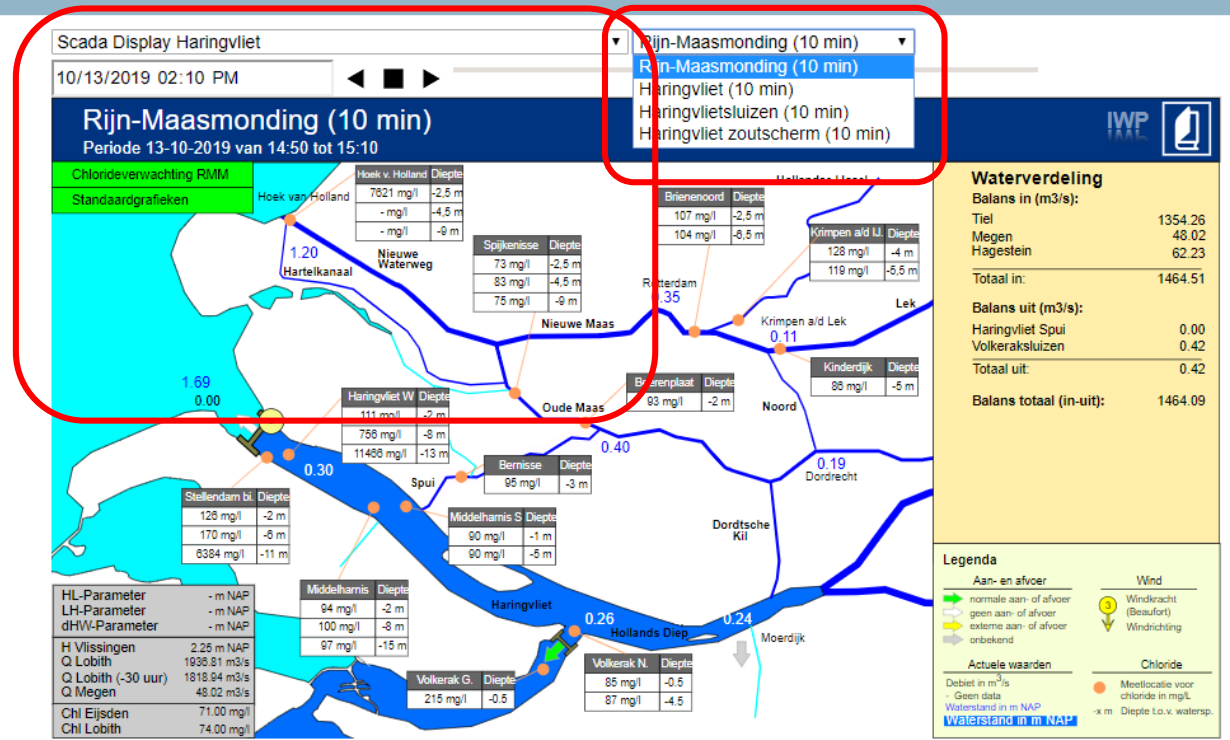 Scada Display Haringvliet
Rijn-Maasmonding (10 min)
Rijn-Maasmonding (10 min)
Haringvliet (10 min)
Haringvlietsluizen (10 min)
Haringvliet zoutscherm (10 min)
10/13/2019 02:10 PM
Rijn-Maasmonding (10 min)
Periode 13-10-2019 van 14:50 tot 15:10
IWP
Chlorideverwachting RMM
Standaardgrafieken
Hoek van Holland
Hoek v. Holland Diepte
7621 mg/l -2,5 m
- mg/l -4,5 m
- mg/l -9 m
1.20
Hartelkanaal
Nieuwe
Waterweg
Spijkenisse Diepte
73 mg/l -2,5 m
83 mg/l -4,5 m
75 mg/l -9 m
Nieuwe Maas
Brienenoord Diepte
107 mg/l -2,5 m
104 mg/l -6,5 m
Krimpen a/d IJ. Diepte
128 mg/l -4 m
119 mg/l -5,5 m
Rotterdam
0.35
Lek
Krimpen a/d Lek
0.11
Kinderdijk Diepte
86 mg/l -5 m
1.69
0.00
Haringvliet W Diepte
111 mg/l -2 m
756 mg/l -8 m
11466 mg/l -13 m
0.30
Oude Maas
Beerenplaat Diepte
93 mg/l -2 m
Noord
0.40
0.19
Dordrecht
Spui
Bernisse Diepte
95 mg/l -3 m
Stellendam bi. Diepte
126 mg/l -2 m
170 mg/l -6 m
6384 mg/l -11 m
Middelharnis S Diepte
90 mg/l -1 m
90 mg/l -5 m
Dordtsche
Kil
Middelharnis Diepte
94 mg/l -2 m
100 mg/l -8 m
97 mg/l -15 m
Haringvliet
0.26
Hollands Diep
0.24
Moerdijk
Volkerak G. Diepte
215 mg/l -0.5
Volkerak N. Diepte
85 mg/l -0.5
87 mg/l -4.5
HL-Parameter - m NAP
LH-Parameter - m NAP
dHW-Parameter - m NAP
H Vlissingen 2.25 m NAP
Q Lobith 1936.81 m3/s
Q Lobith (-30 uur) 1818.94 m3/s
Q Megen 48.02 m3/s
Chl Eijsden 71.00 mg/l
Chl Lobith 74.00 mg/l
Waterverdeling
Balans in (m3/s):
Tiel 1354.26
Megen 48.02
Hagestein 62.23
Totaal in: 1464.51
Balans uit (m3/s):
Haringvliet Spui 0.00
Volkeraksluizen 0.42
Totaal uit: 0.42
Balans totaal (in-uit): 1464.09
Legenda
Aan- en afvoer
normale aan- of afvoer
geen aan- of afvoer
externe aan- of afvoer
onbekend
Wind
3
Windkracht
(Beaufort)
Windrichting
Actuele waarden
Debiet in m3/s
- Geen data
Waterstand in m NAP
Waterstand in m NAP
Chloride
Meetlocatie voor
chloride in mg/L
-x m Diepte t.o.v. watersp.